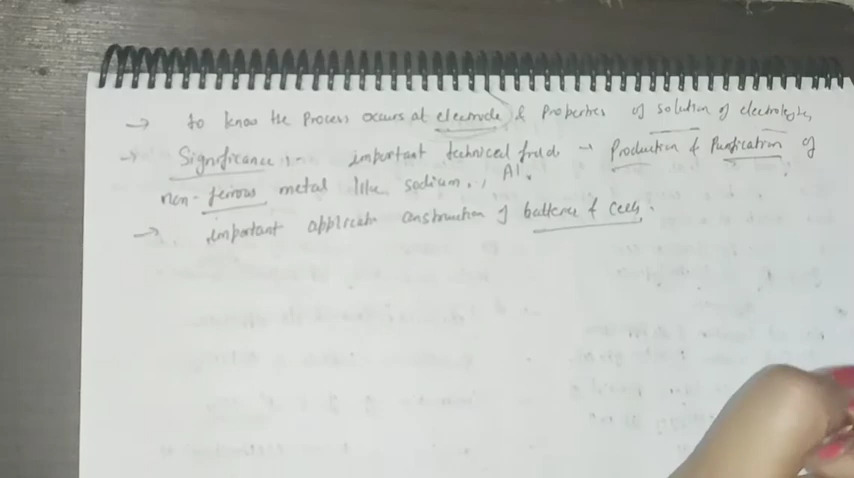 → to know the process occurs at electrode & Properties of solution of electrolytes
→ Significance :- important technical field → Production & Purification of
non-ferrous metal like sodium, Al.
→ important applicatn construction of batteries & cells.